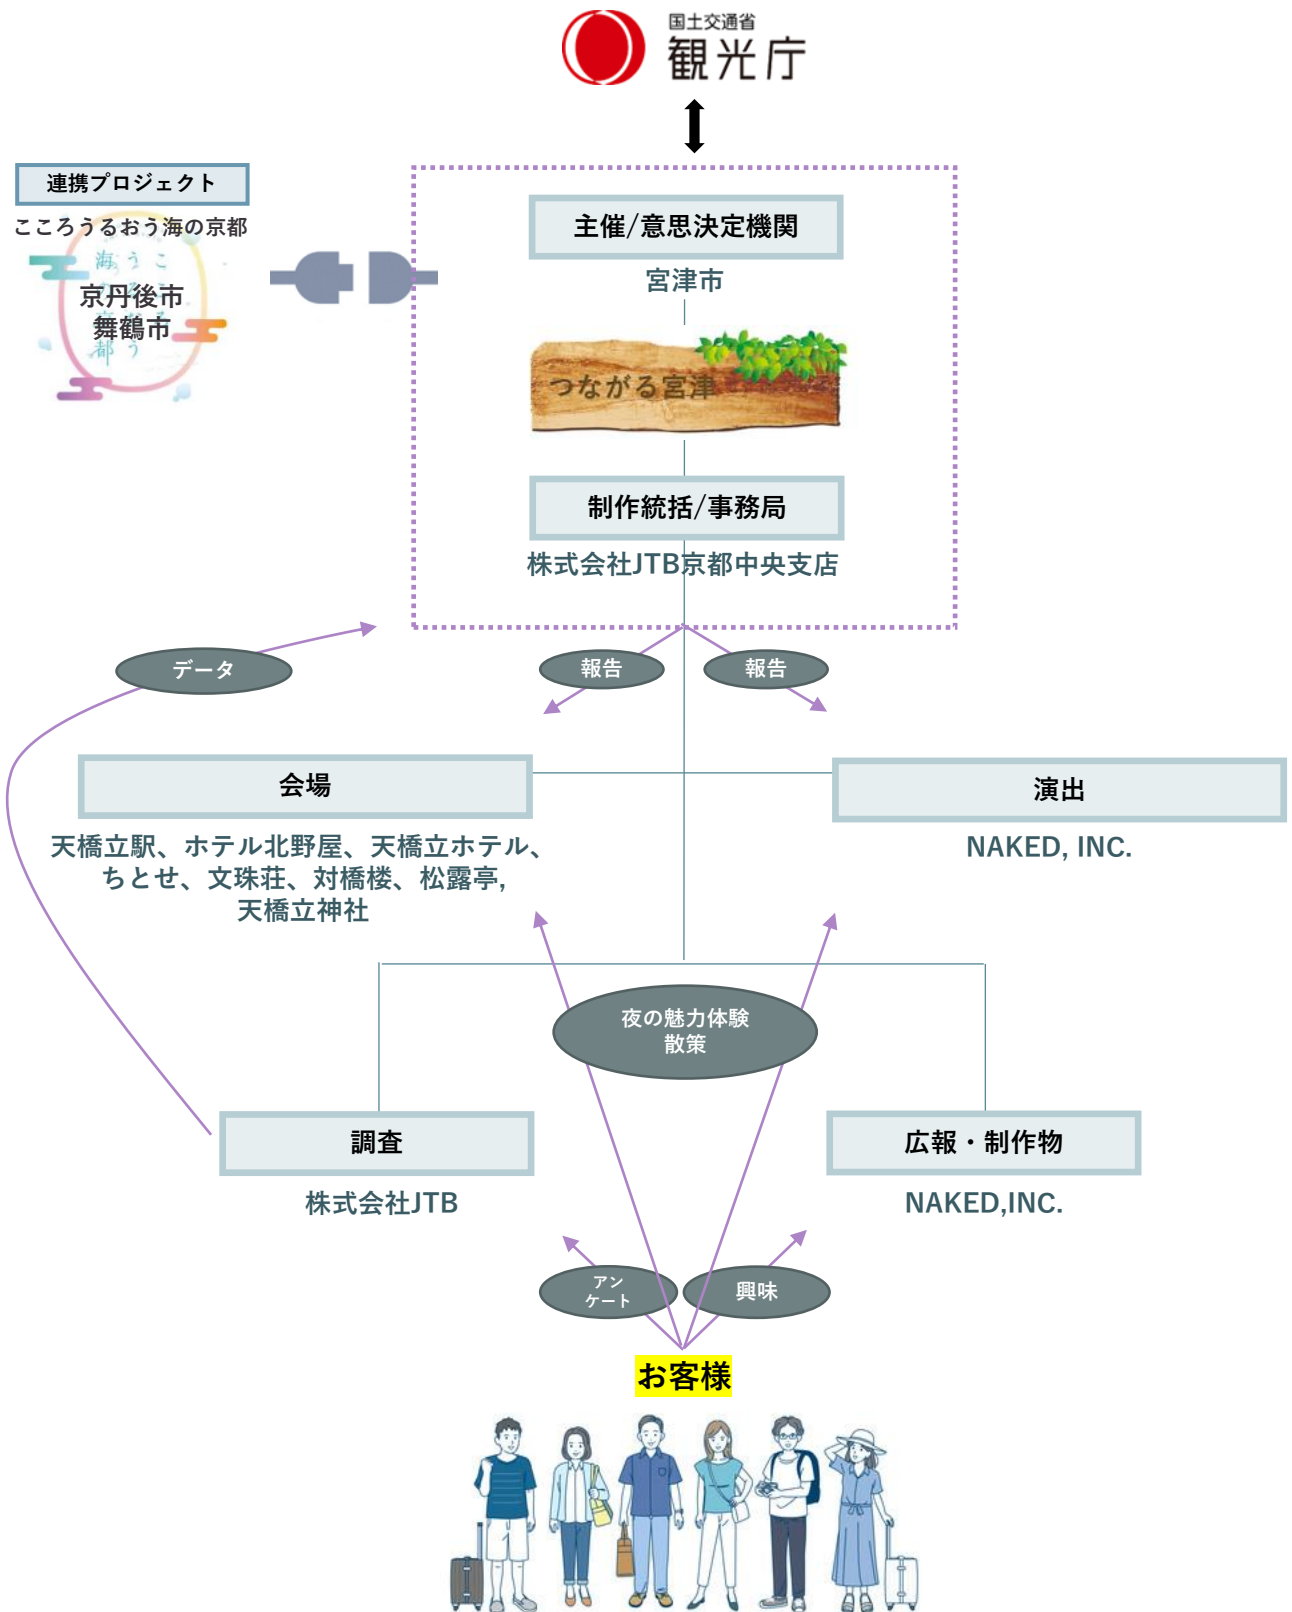 国土交通省
観光庁
連携プロジェクト
こころうるおう海の京都
京丹後市
舞鶴市
主催/意思決定機関
宮津市
つながる宮津
制作統括/事務局
株式会社JTB京都中央支店
データ
報告
報告
会場
天橋立駅、ホテル北野屋、天橋立ホテル、
ちとせ、文珠荘、対橋楼、松露亭,
天橋立神社
演出
NAKED, INC.
夜の魅力体験
散策
調査
株式会社JTB
広報・制作物
NAKED,INC.
アン
ケート
興味
お客様